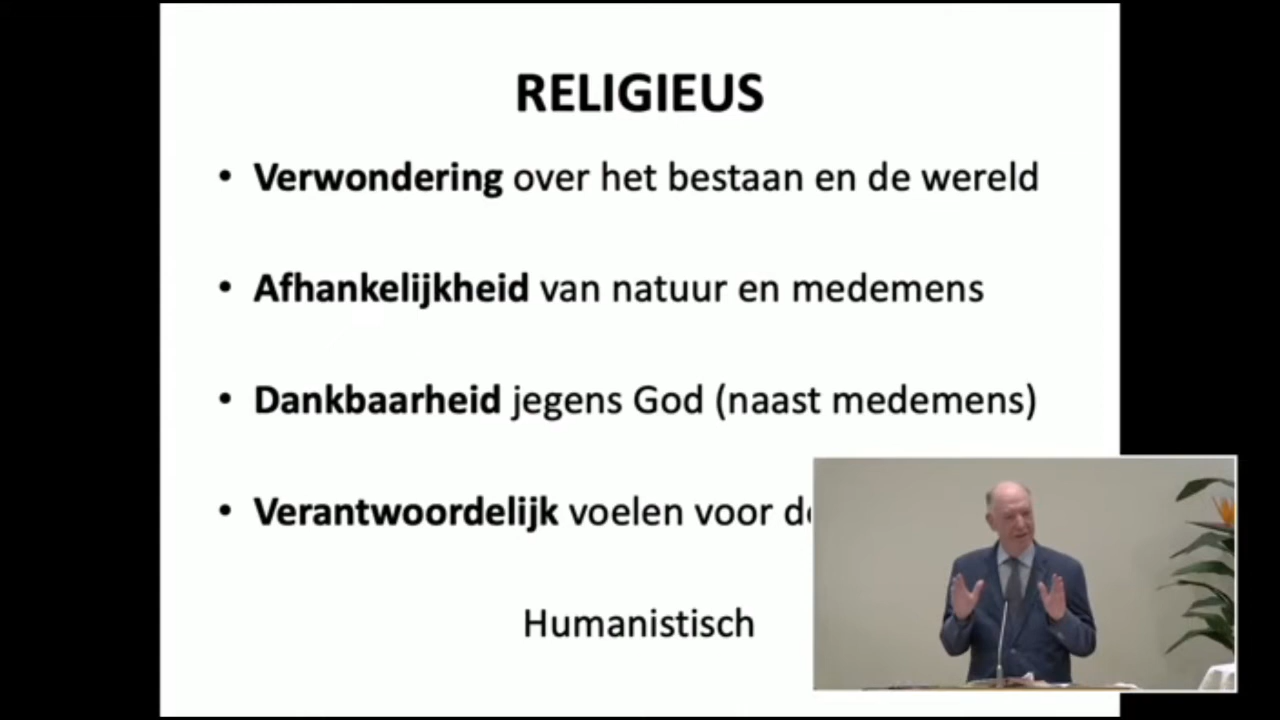 RELIGIEUS
• Verwondering over het bestaan en de wereld
• Afhankelijkheid van natuur en medemens
• Dankbaarheid jegens God (naast medemens)
• Verantwoordelijk voelen voor
Humanistisch